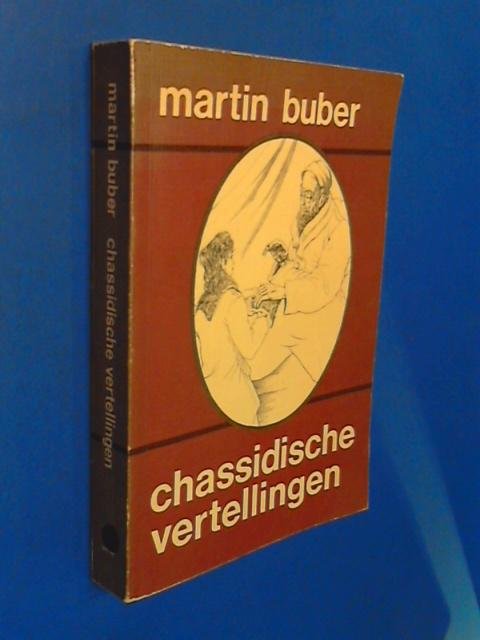 martin buber
chassidische
vertellingen
martin buber chassidische vertellingen